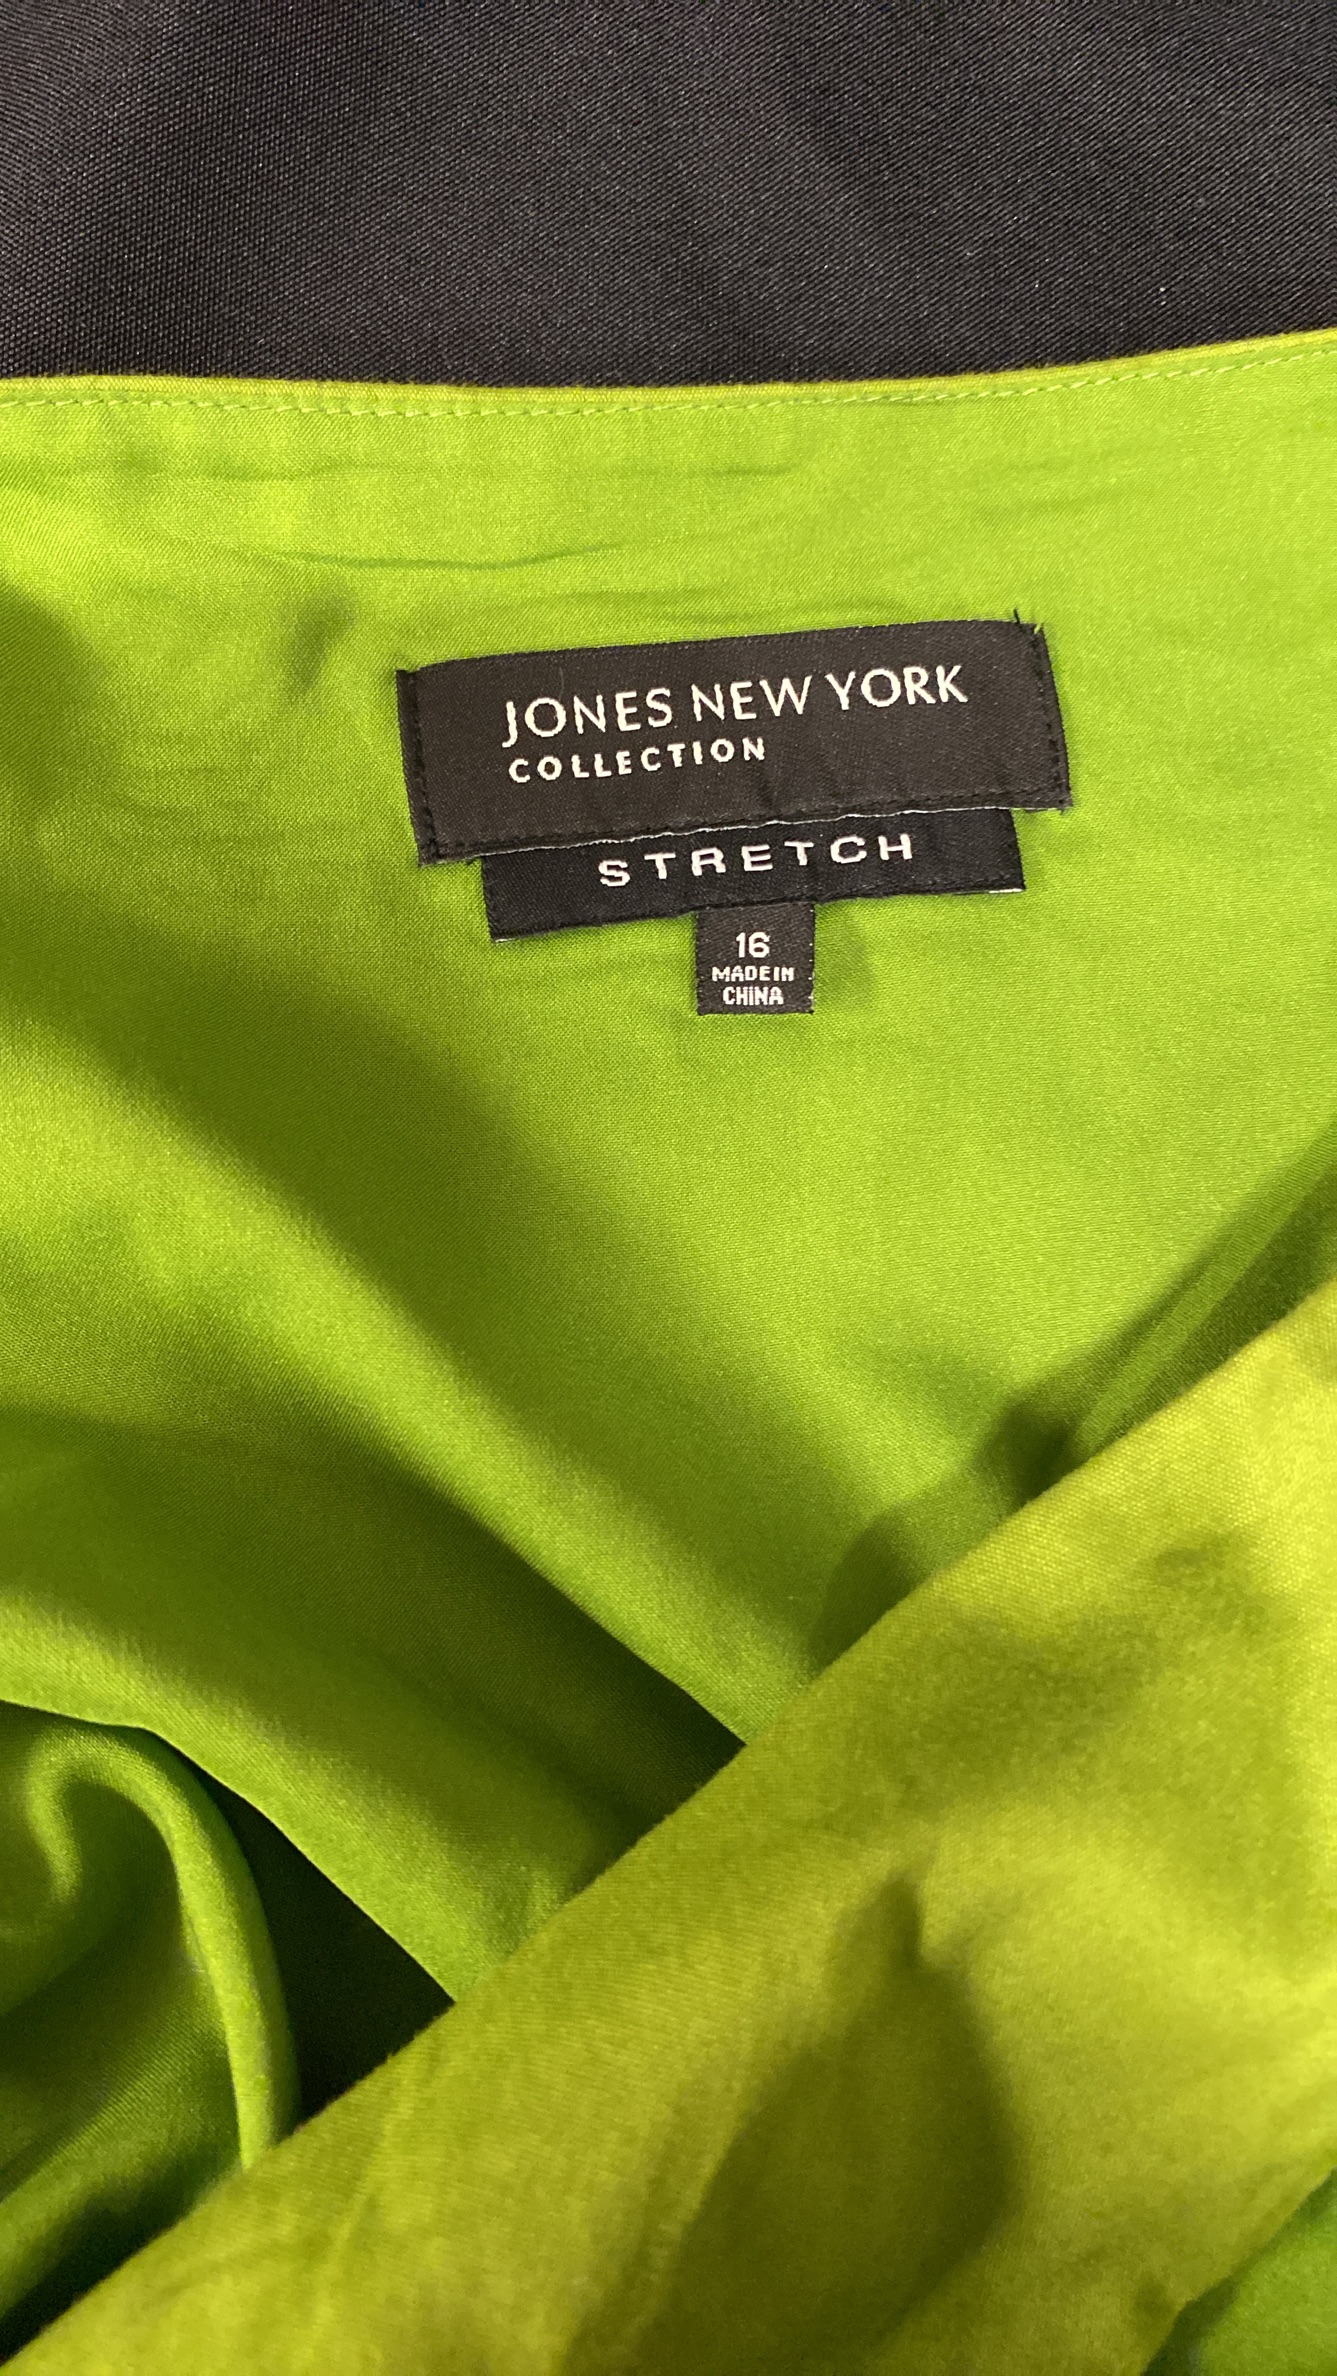 JONES NEW YORK
COLLECTION
STRETCH
16
MADE IN
CHINA